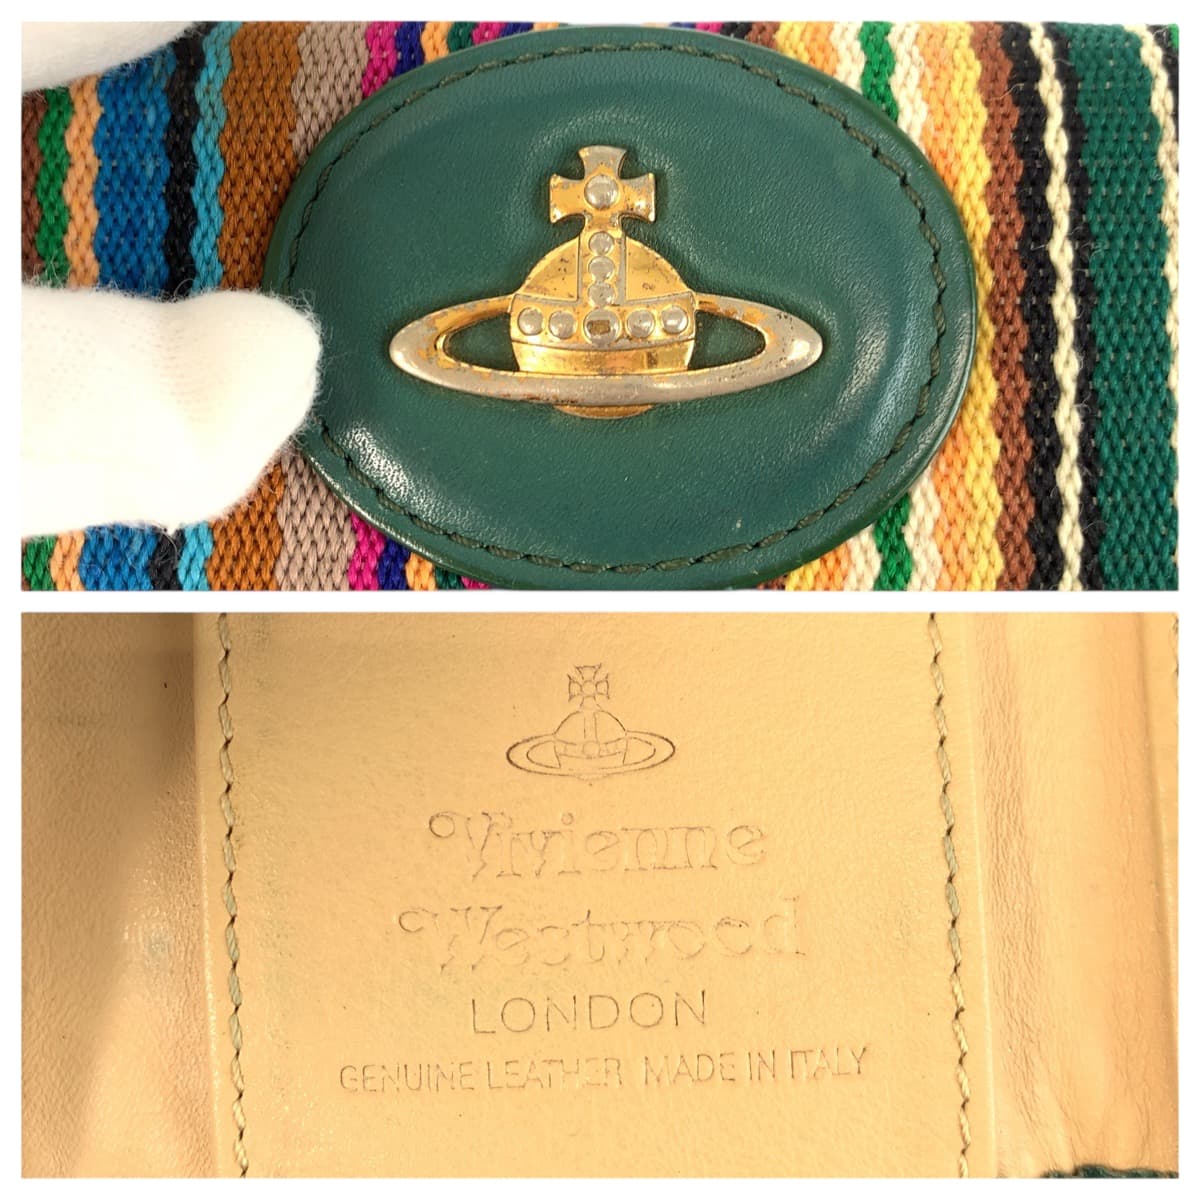 Vivienne
Westwood
LONDON
GENUINE LEATHER MADE IN ITALY